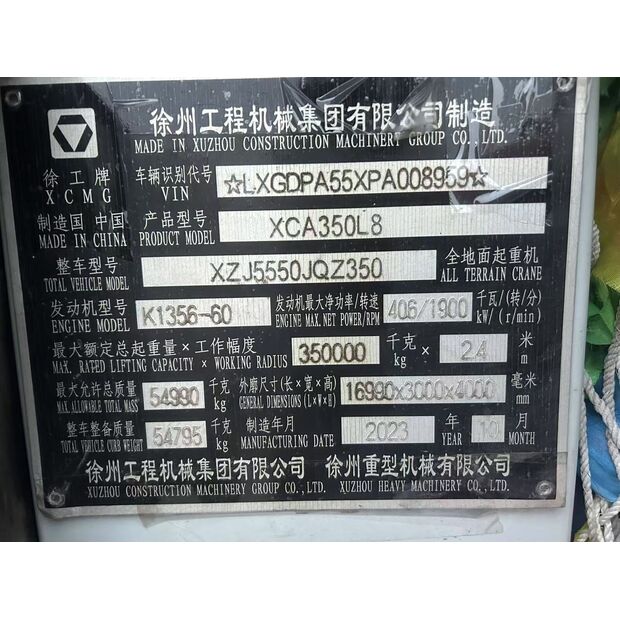 徐州工程机械集团有限公司制造
MADE IN XUZHOU CONSTRUCTION MACHINERY GROUP CO., LTD.
徐工牌 车辆识别代号 ☆LXGDPA55XPA008959☆
XCMG VIN
制造国 中国 产品型号 XCA350L8
MADE IN CHINA PRODUCT MODEL
整车型号 XZJ5550JQZ350 全地面起重机
TOTAL VEHICLE MODEL ALL TERRAIN CRANE
发动机型号 K1356-60 发动机最大净功率/转速 406/1900 千瓦/(转/分)
ENGINE MODEL ENGINE MAX. NET POWER/RPM kW/(r/min)
最大额定总起重量×工作幅度 350000 千克 × 2.4 米
MAX. RATED LIFTING CAPACITY × WORKING RADIUS kg m
最大允许总质量 54990 千克 外廓尺寸(长×宽×高) 16980x3000x4000 毫米
MAX. ALLOWABLE TOTAL MASS kg GENERAL DIMENSIONS (L×W×H) mm
整车整备质量 54795 千克 制造年月 2023 年 10 月
TOTAL VEHICLE CURB WEIGHT kg MANUFACTURING DATE YEAR MONTH
徐州工程机械集团有限公司 徐州重型机械有限公司
XUZHOU CONSTRUCTION MACHINERY GROUP CO., LTD. XUZHOU HEAVY MACHINERY CO., LTD.